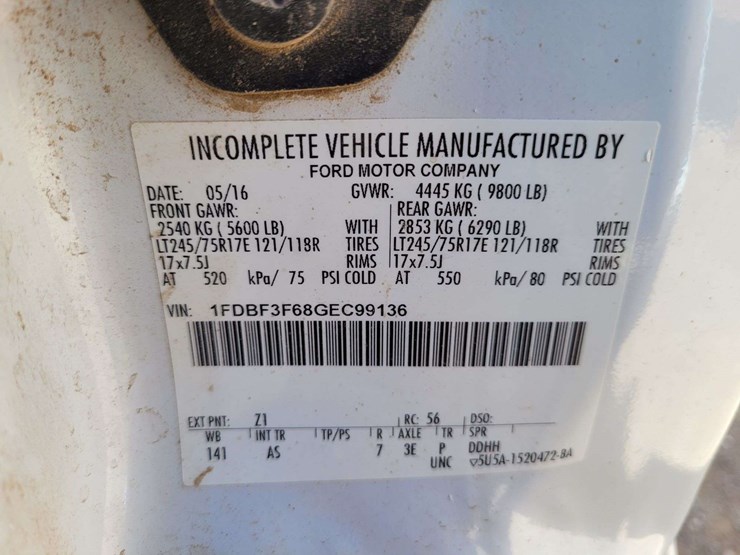 INCOMPLETE VEHICLE MANUFACTURED BY
FORD MOTOR COMPANY
DATE: 05/16 GVWR: 4445 KG ( 9800 LB)
FRONT GAWR: REAR GAWR:
2540 KG ( 5600 LB) WITH 2853 KG ( 6290 LB) WITH
LT245/75R17E 121/118R TIRES LT245/75R17E 121/118R TIRES
17x7.5J RIMS 17x7.5J RIMS
AT 520 kPa/ 75 PSI COLD AT 550 kPa/ 80 PSI COLD
VIN: 1FDBF3F68GEC99136
EXT PNT: Z1 RC: 56 DSO:
WB INT TR TP/PS R AXLE TR SPR
141 AS 7 3E P DDHH
UNC 5U5A-1520472-BA